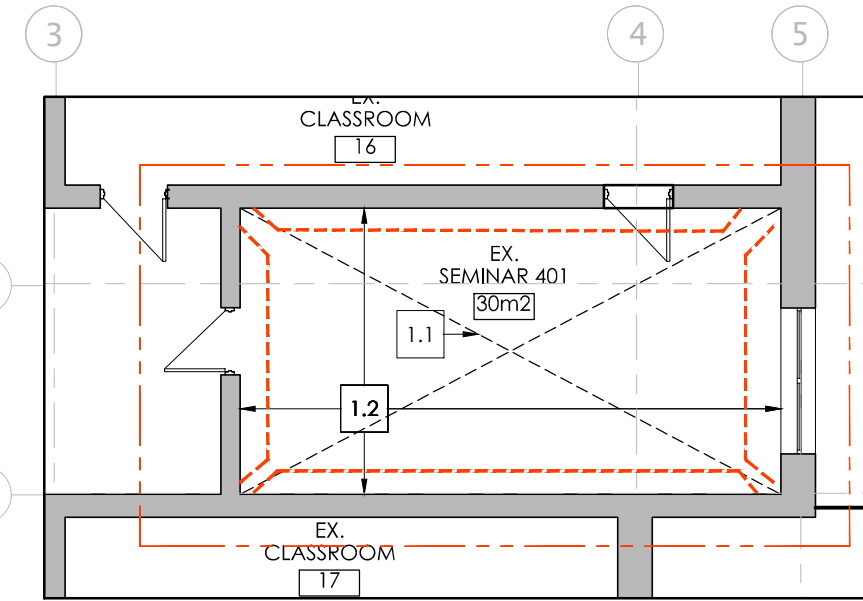 3
4
5
EX.
CLASSROOM
16
EX.
SEMINAR 401
30m2
1.1
1.2
EX.
CLASSROOM
17